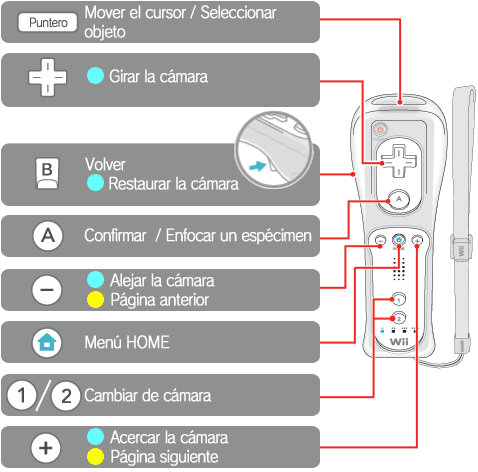 Puntero
Mover el cursor / Seleccionar
objeto
Girar la cámara
B
Volver
Restaurar la cámara
A
Confirmar / Enfocar un espécimen
A
Alejar la cámara
Página anterior
Menú HOME
1/2
Cambiar de cámara
1
2
Wii
Wii
Acercar la cámara
Página siguiente